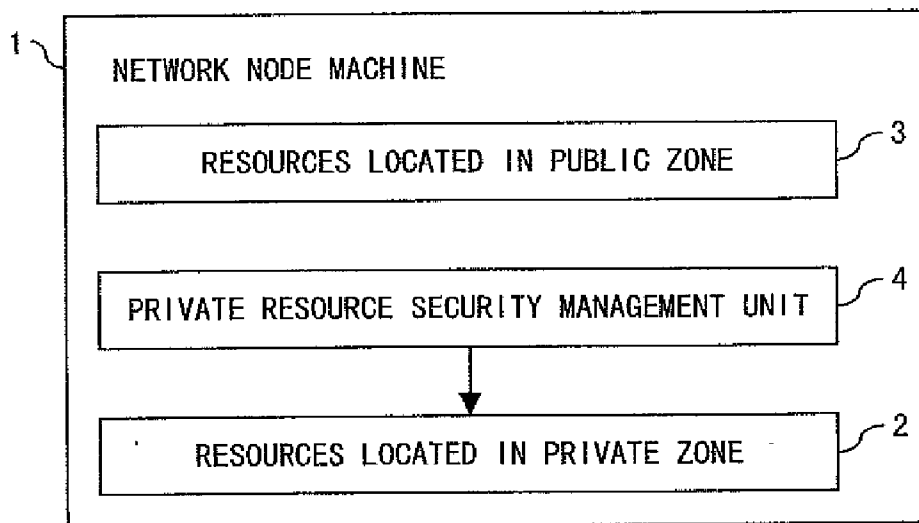 1
NETWORK NODE MACHINE
RESOURCES LOCATED IN PUBLIC ZONE
3
PRIVATE RESOURCE SECURITY MANAGEMENT UNIT
4
RESOURCES LOCATED IN PRIVATE ZONE
2